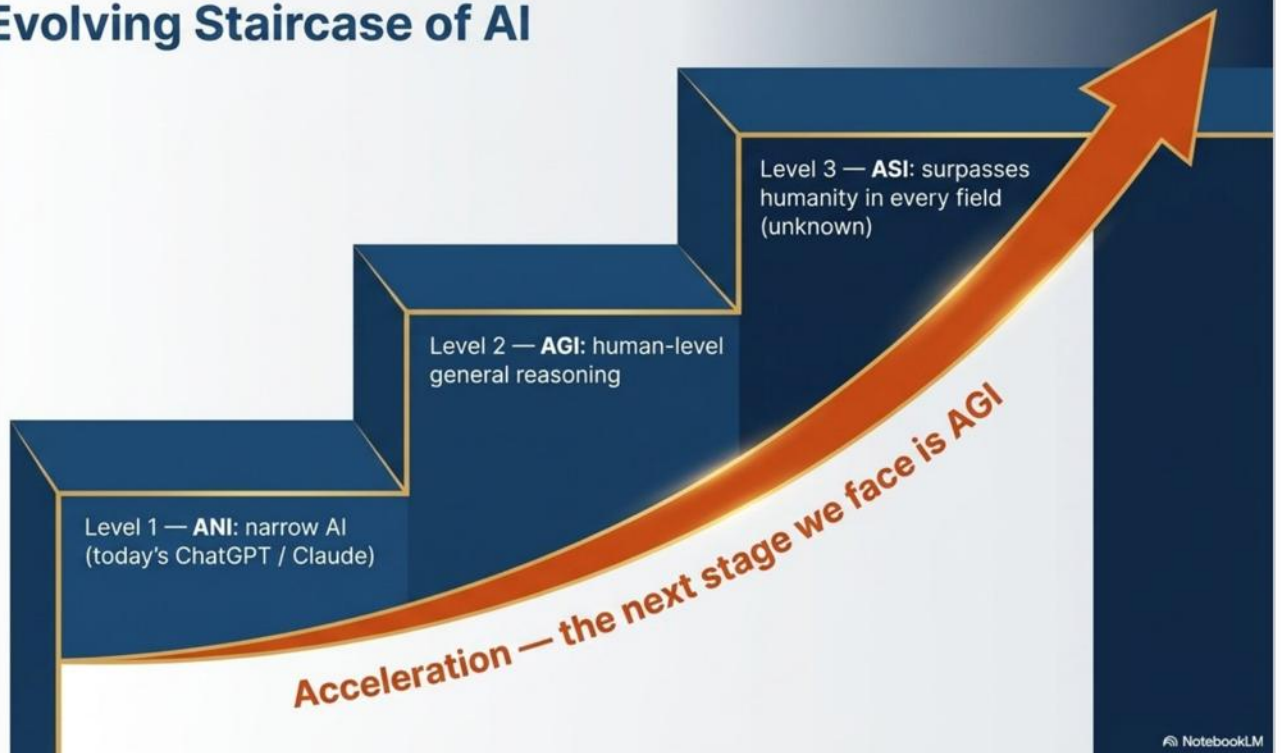 Evolving Staircase of AI
Level 3 — ASI: surpasses
humanity in every field
(unknown)
Level 2 — AGI: human-level
general reasoning
Level 1 — ANI: narrow AI
(today's ChatGPT / Claude)
Acceleration — the next stage we face is AGI
NotebookLM